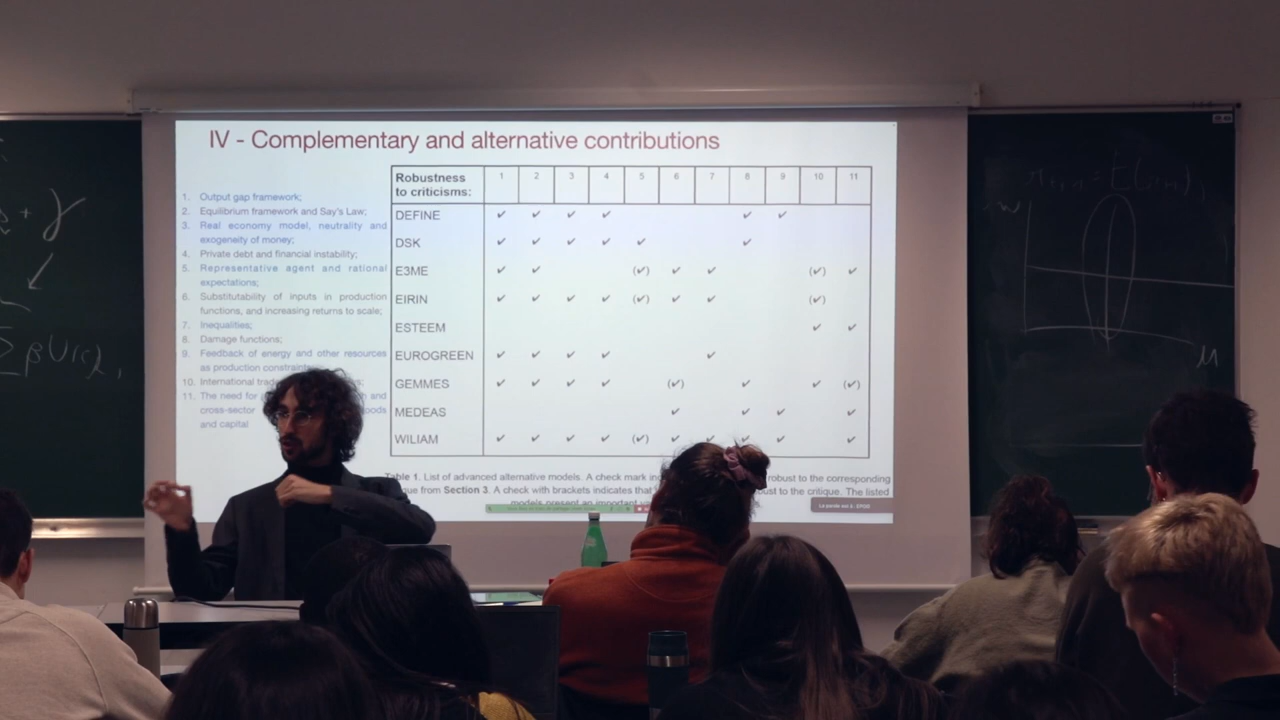 IV - Complementary and alternative contributions
1. Output gap framework;
2. Equilibrium framework and Say's Law;
3. Real economy model, neutrality and
exogeneity of money;
4. Private debt and financial instability;
5. Representative agent and rational
expectations;
6. Substitutability of inputs in production
functions, and increasing returns to scale;
7. Inequalities;
8. Damage functions;
9. Feedback of energy and other resources
as production
10. International
11. The need for and
cross-sector
and capital
Robustness
to criticisms: 1 2 3 4 5 6 7 8 9 10 11
DEFINE ✔ ✔ ✔ ✔ ✔ ✔
DSK ✔ ✔ ✔ ✔ ✔ ✔
E3ME ✔ ✔ (✔) ✔ ✔ (✔) ✔
EIRIN ✔ ✔ ✔ ✔ (✔) ✔ ✔ (✔)
ESTEEM ✔ ✔
EUROGREEN ✔ ✔ ✔ ✔ ✔
GEMMES ✔ ✔ ✔ ✔ (✔) ✔ ✔ (✔)
MEDEAS ✔ ✔ ✔ ✔
WILIAM ✔ ✔ ✔ ✔ (✔) ✔ ✔ ✔ ✔ ✔
Table 1. List of advanced alternative models. A check mark robust to the corresponding
from Section 3. A check with brackets indicates that to the critique. The listed
models present an important
+ γ
Σ βU(
μ